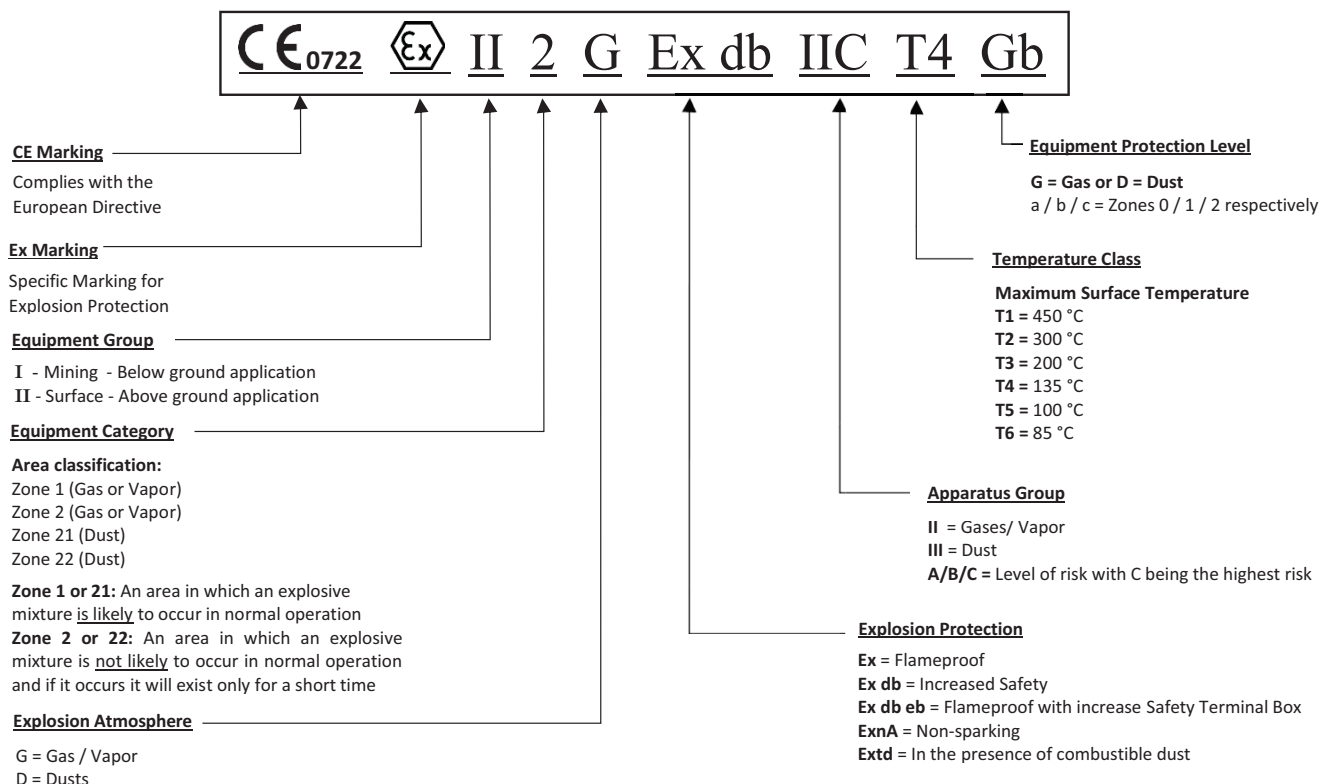 CE 0722 Ex II 2 G Ex db IIC T4 Gb
CE Marking
Complies with the
European Directive
Ex Marking
Specific Marking for
Explosion Protection
Equipment Group
I - Mining - Below ground application
II - Surface - Above ground application
Equipment Category
Area classification:
Zone 1 (Gas or Vapor)
Zone 2 (Gas or Vapor)
Zone 21 (Dust)
Zone 22 (Dust)
Zone 1 or 21: An area in which an explosive
mixture is likely to occur in normal operation
Zone 2 or 22: An area in which an explosive
mixture is not likely to occur in normal operation
and if it occurs it will exist only for a short time
Explosion Atmosphere
G = Gas / Vapor
D = Dusts
Equipment Protection Level
G = Gas or D = Dust
a / b / c = Zones 0 / 1 / 2 respectively
Temperature Class
Maximum Surface Temperature
T1 = 450 °C
T2 = 300 °C
T3 = 200 °C
T4 = 135 °C
T5 = 100 °C
T6 = 85 °C
Apparatus Group
II = Gases/ Vapor
III = Dust
A/B/C = Level of risk with C being the highest risk
Explosion Protection
Ex = Flameproof
Ex db = Increased Safety
Ex db eb = Flameproof with increase Safety Terminal Box
ExnA = Non-sparking
Extd = In the presence of combustible dust